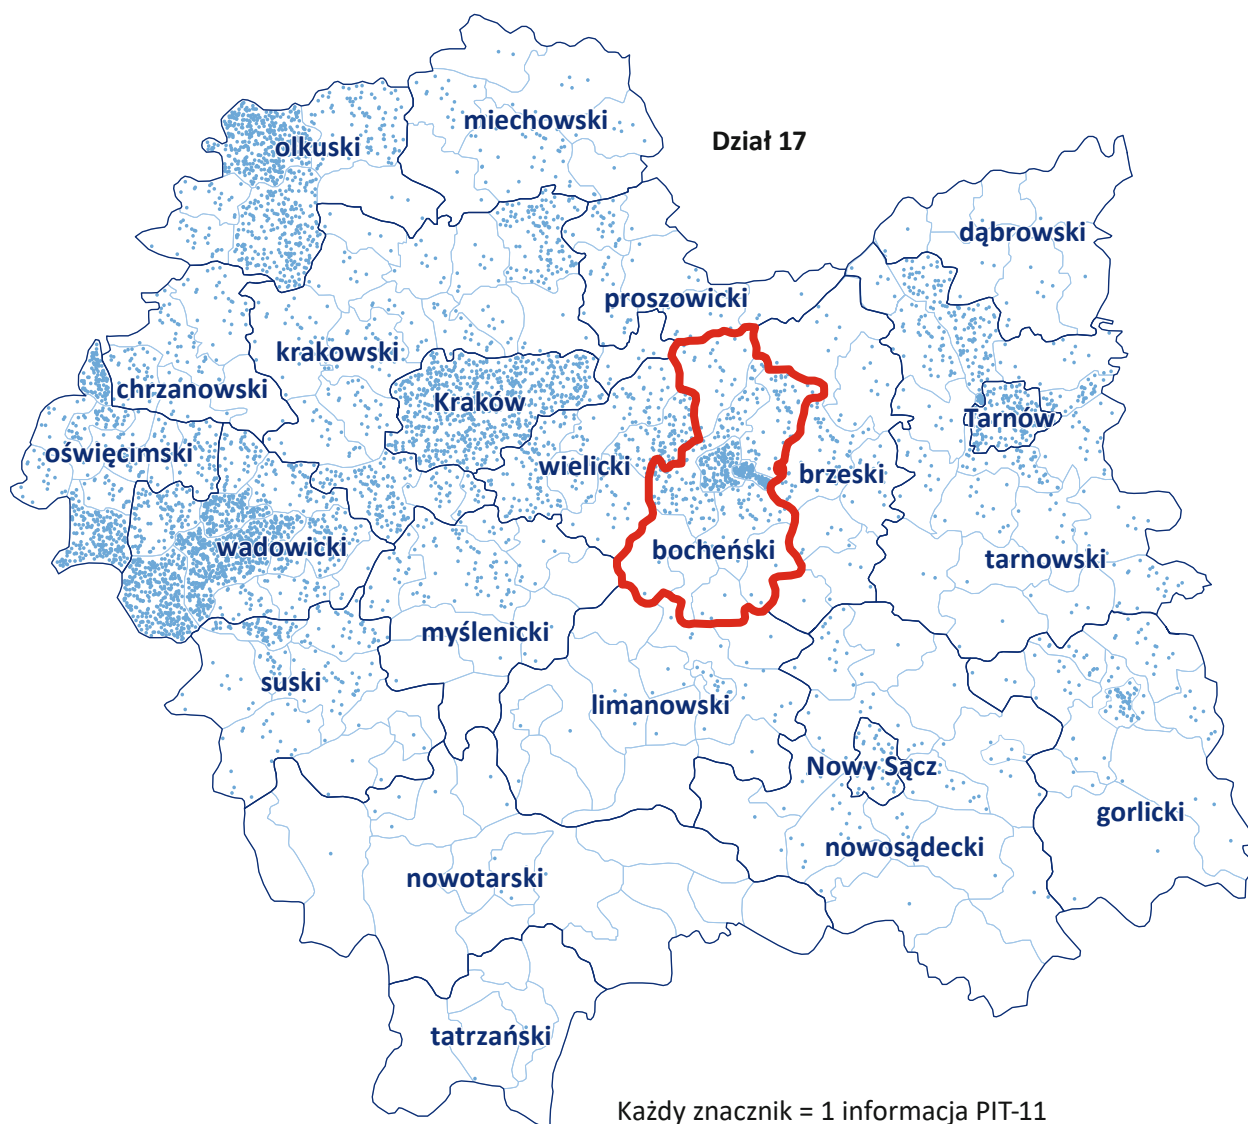 miechowski
Dział 17
olkuski
dąbrowski
proszowicki
krakowski
chrzanowski
Kraków
Tarnów
oświęcimski
wielicki
brzeski
wadowicki
bocheński
tarnowski
myślenicki
suski
limanowski
Nowy Sącz
gorlicki
nowosądecki
nowotarski
tatrzański
Każdy znacznik = 1 informacja PIT-11